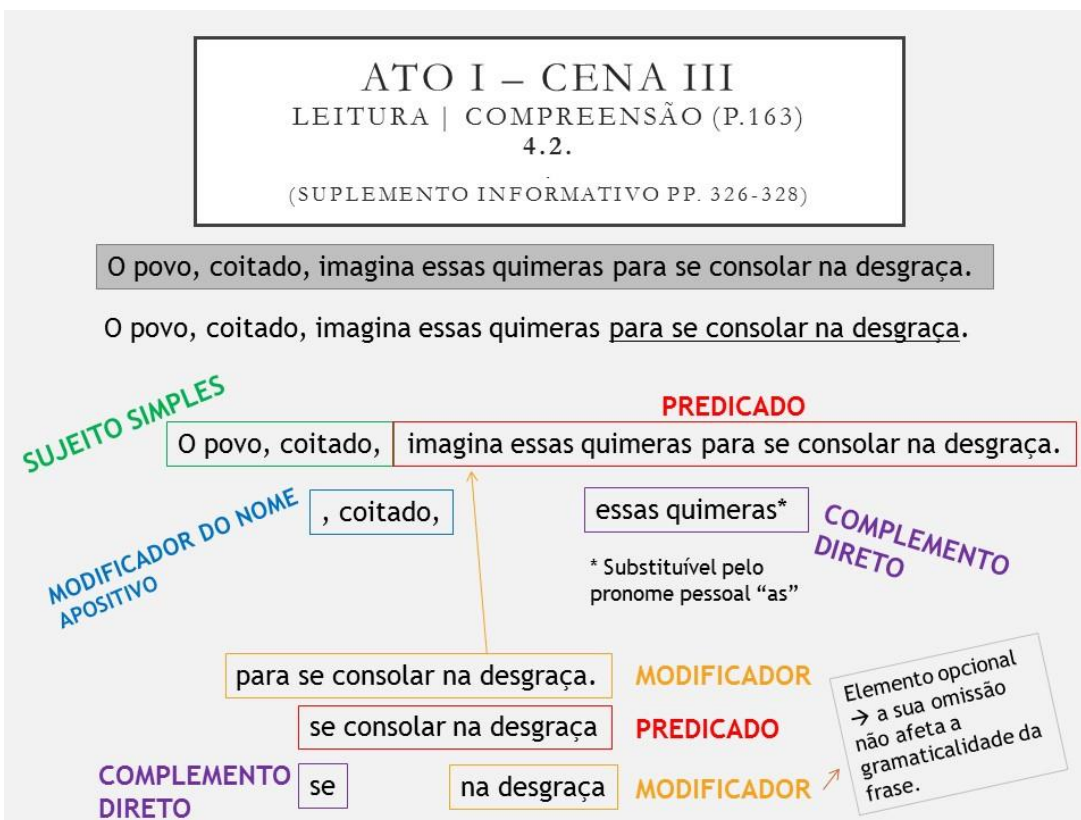 ATO I – CENA III
LEITURA | COMPREENSÃO (P.163)
4.2.
.
(SUPLEMENTO INFORMATIVO PP. 326-328)
O povo, coitado, imagina essas quimeras para se consolar na desgraça.
O povo, coitado, imagina essas quimeras para se consolar na desgraça.
SUJEITO SIMPLES
PREDICADO
O povo, coitado, imagina essas quimeras para se consolar na desgraça.
MODIFICADOR DO NOME
APOSITIVO
, coitado,
essas quimeras*
COMPLEMENTO
DIRETO
* Substituível pelo
pronome pessoal “as”
para se consolar na desgraça.
MODIFICADOR
se consolar na desgraça
PREDICADO
COMPLEMENTO
DIRETO
se
na desgraça
MODIFICADOR
Elemento opcional
→ a sua omissão
não afeta a
gramaticalidade da
frase.